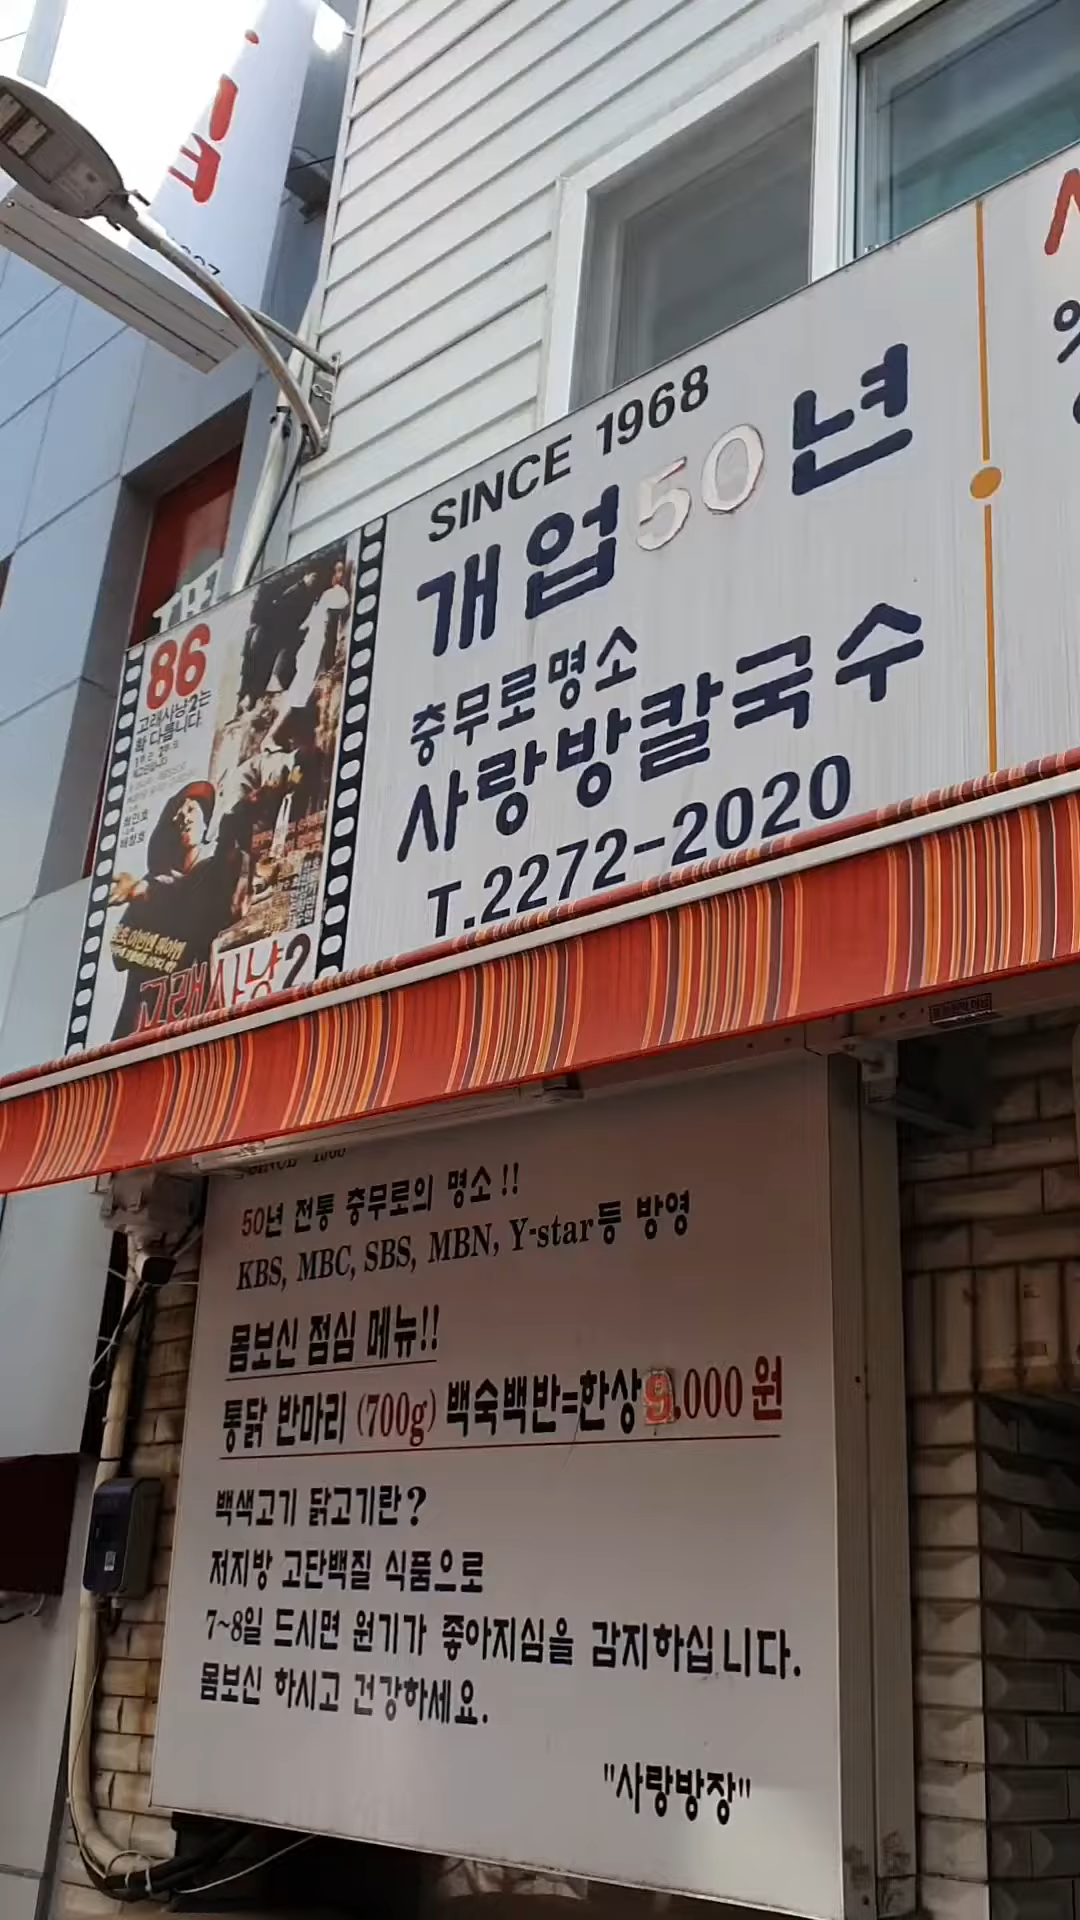 SINCE 1968
개업50년
충무로명소
사랑방칼국수
T.2272-2020
86
고래사냥2는
확 다릅니다.
고래사냥2
50년 전통 충무로의 명소!!
KBS, MBC, SBS, MBN, Y-star등 방영
몸보신 점심 메뉴!!
통닭 반마리 (700g) 백숙백반=한상9.000원
백색고기 닭고기란?
저지방 고단백질 식품으로
7~8일 드시면 원기가 좋아지심을 감지하십니다.
몸보신 하시고 건강하세요.
"사랑방장"